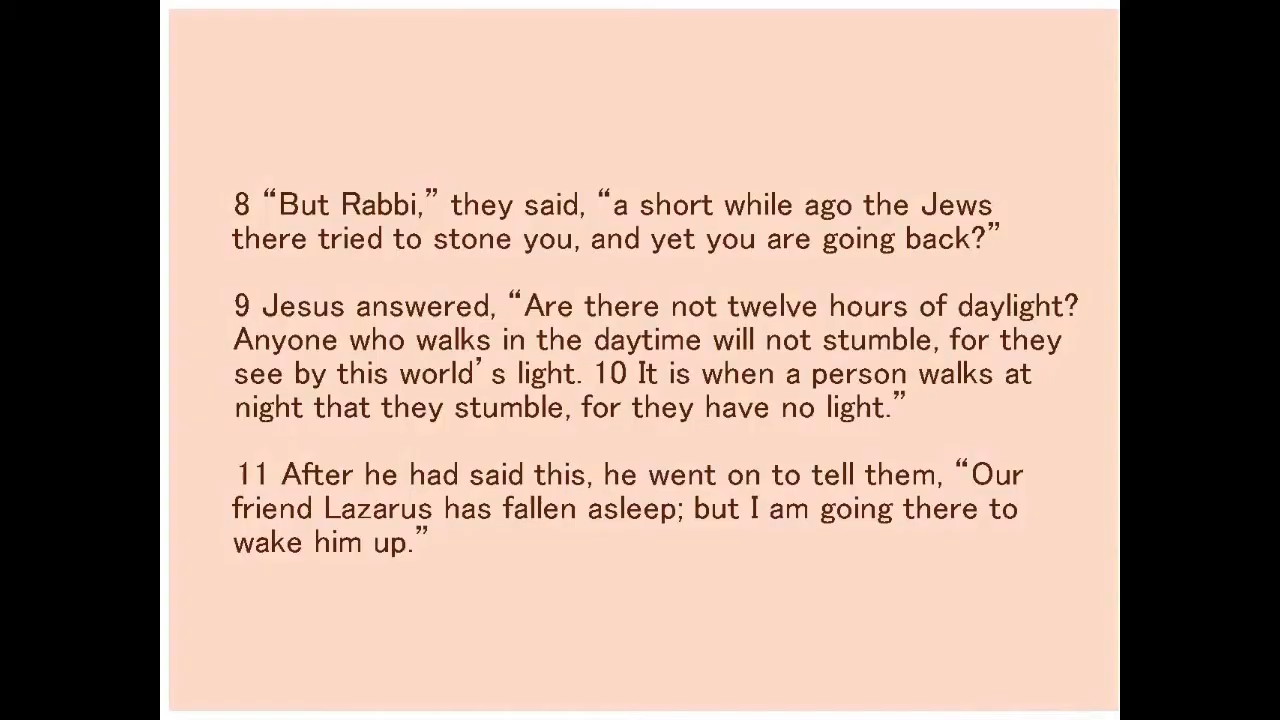 8 “But Rabbi,” they said, “a short while ago the Jews
there tried to stone you, and yet you are going back?”
9 Jesus answered, “Are there not twelve hours of daylight?
Anyone who walks in the daytime will not stumble, for they
see by this world’s light. 10 It is when a person walks at
night that they stumble, for they have no light.”
11 After he had said this, he went on to tell them, “Our
friend Lazarus has fallen asleep; but I am going there to
wake him up.”